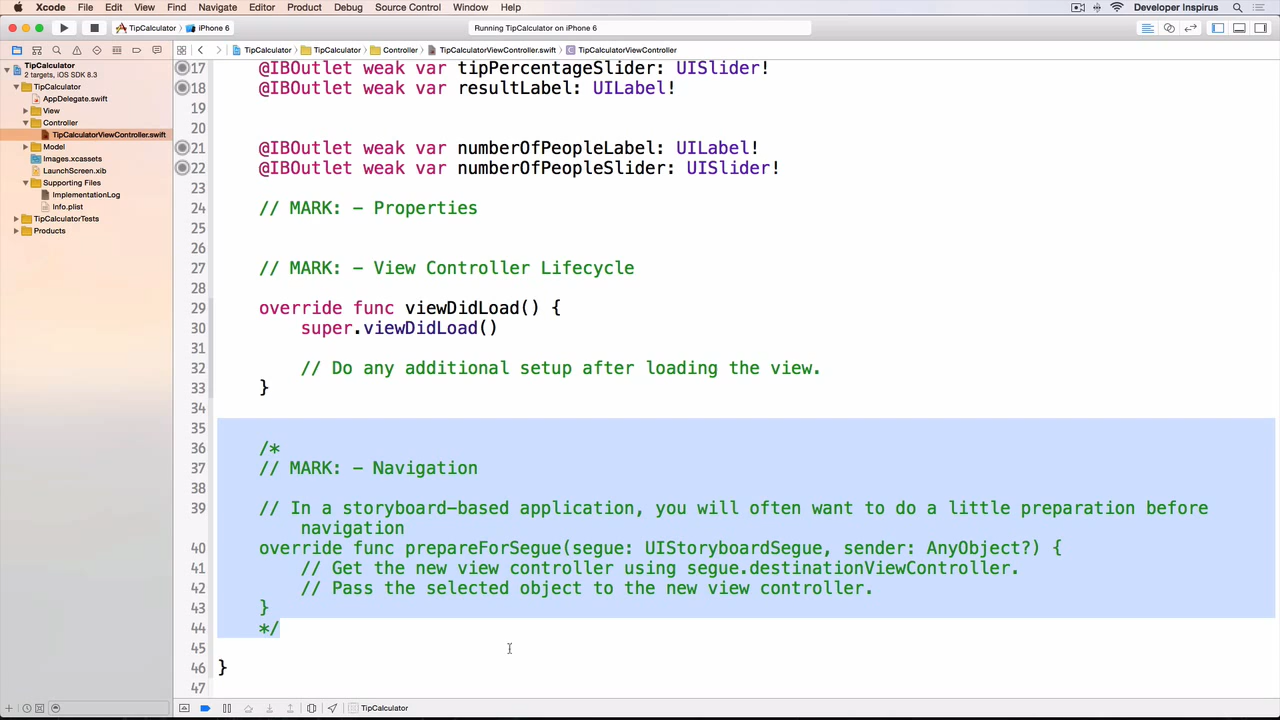 Xcode File Edit View Find Navigate Editor Product Debug Source Control Window Help Developer Inspirus
TipCalculator iPhone 6 Running TipCalculator on iPhone 6
TipCalculator TipCalculator Controller TipCalculatorViewController.swift TipCalculatorViewController
TipCalculator
2 targets, iOS SDK 8.3
TipCalculator
AppDelegate.swift
View
Controller
TipCalculatorViewController.swift
Model
Images.xcassets
LaunchScreen.xib
Supporting Files
ImplementationLog
Info.plist
TipCalculatorTests
Products
17 @IBOutlet weak var tipPercentageSlider: UISlider!
18 @IBOutlet weak var resultLabel: UILabel!
19
20
21 @IBOutlet weak var numberOfPeopleLabel: UILabel!
22 @IBOutlet weak var numberOfPeopleSlider: UISlider!
23
24 // MARK: - Properties
25
26
27 // MARK: - View Controller Lifecycle
28
29 override func viewDidLoad() {
30 super.viewDidLoad()
31
32 // Do any additional setup after loading the view.
33 }
34
35
36 /*
37 // MARK: - Navigation
38
39 // In a storyboard-based application, you will often want to do a little preparation before
navigation
40 override func prepareForSegue(segue: UIStoryboardSegue, sender: AnyObject?) {
41 // Get the new view controller using segue.destinationViewController.
42 // Pass the selected object to the new view controller.
43 }
44 */
45
46 }
47
TipCalculator